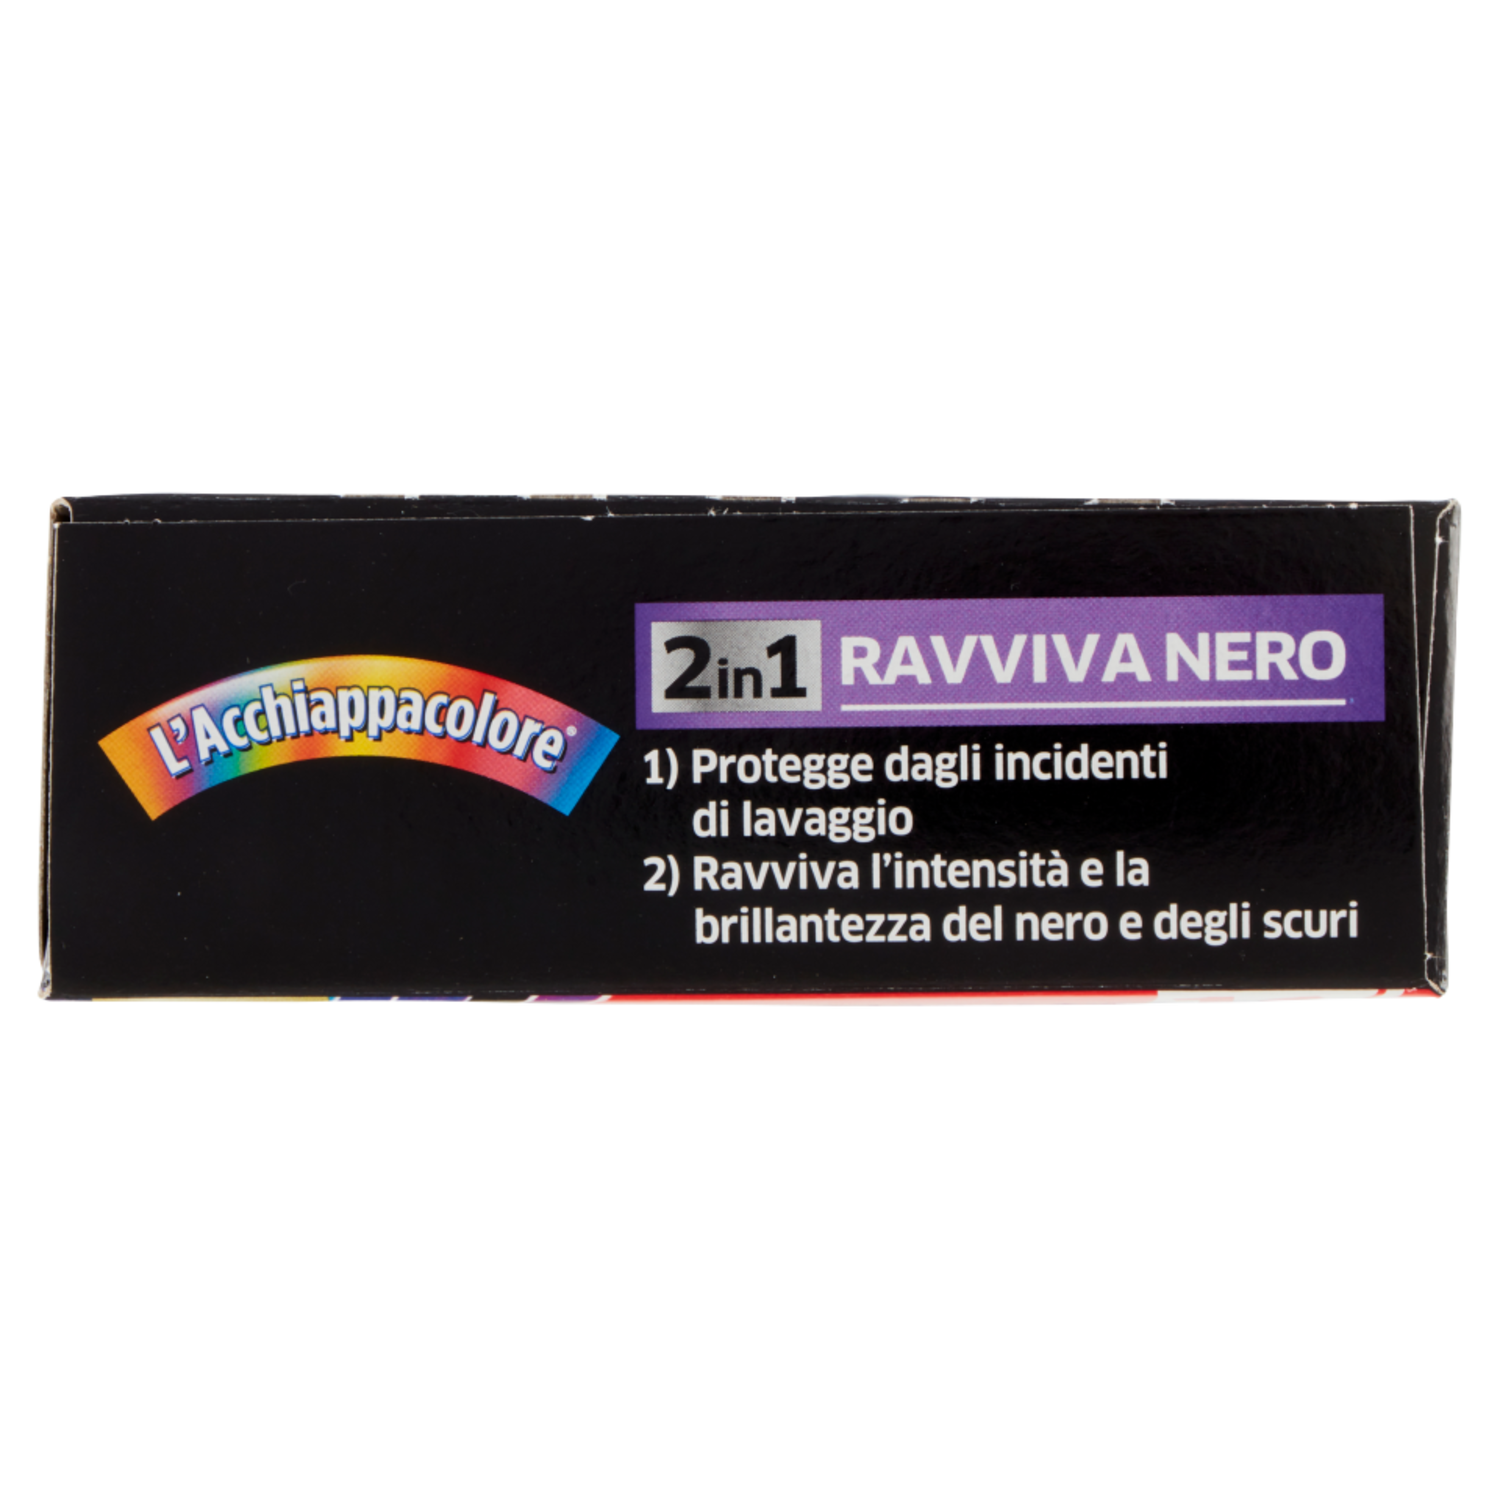 L'Acchiappacolore®
2in1 RAVVIVA NERO
1) Protegge dagli incidenti
di lavaggio
2) Ravviva l'intensità e la
brillantezza del nero e degli scuri